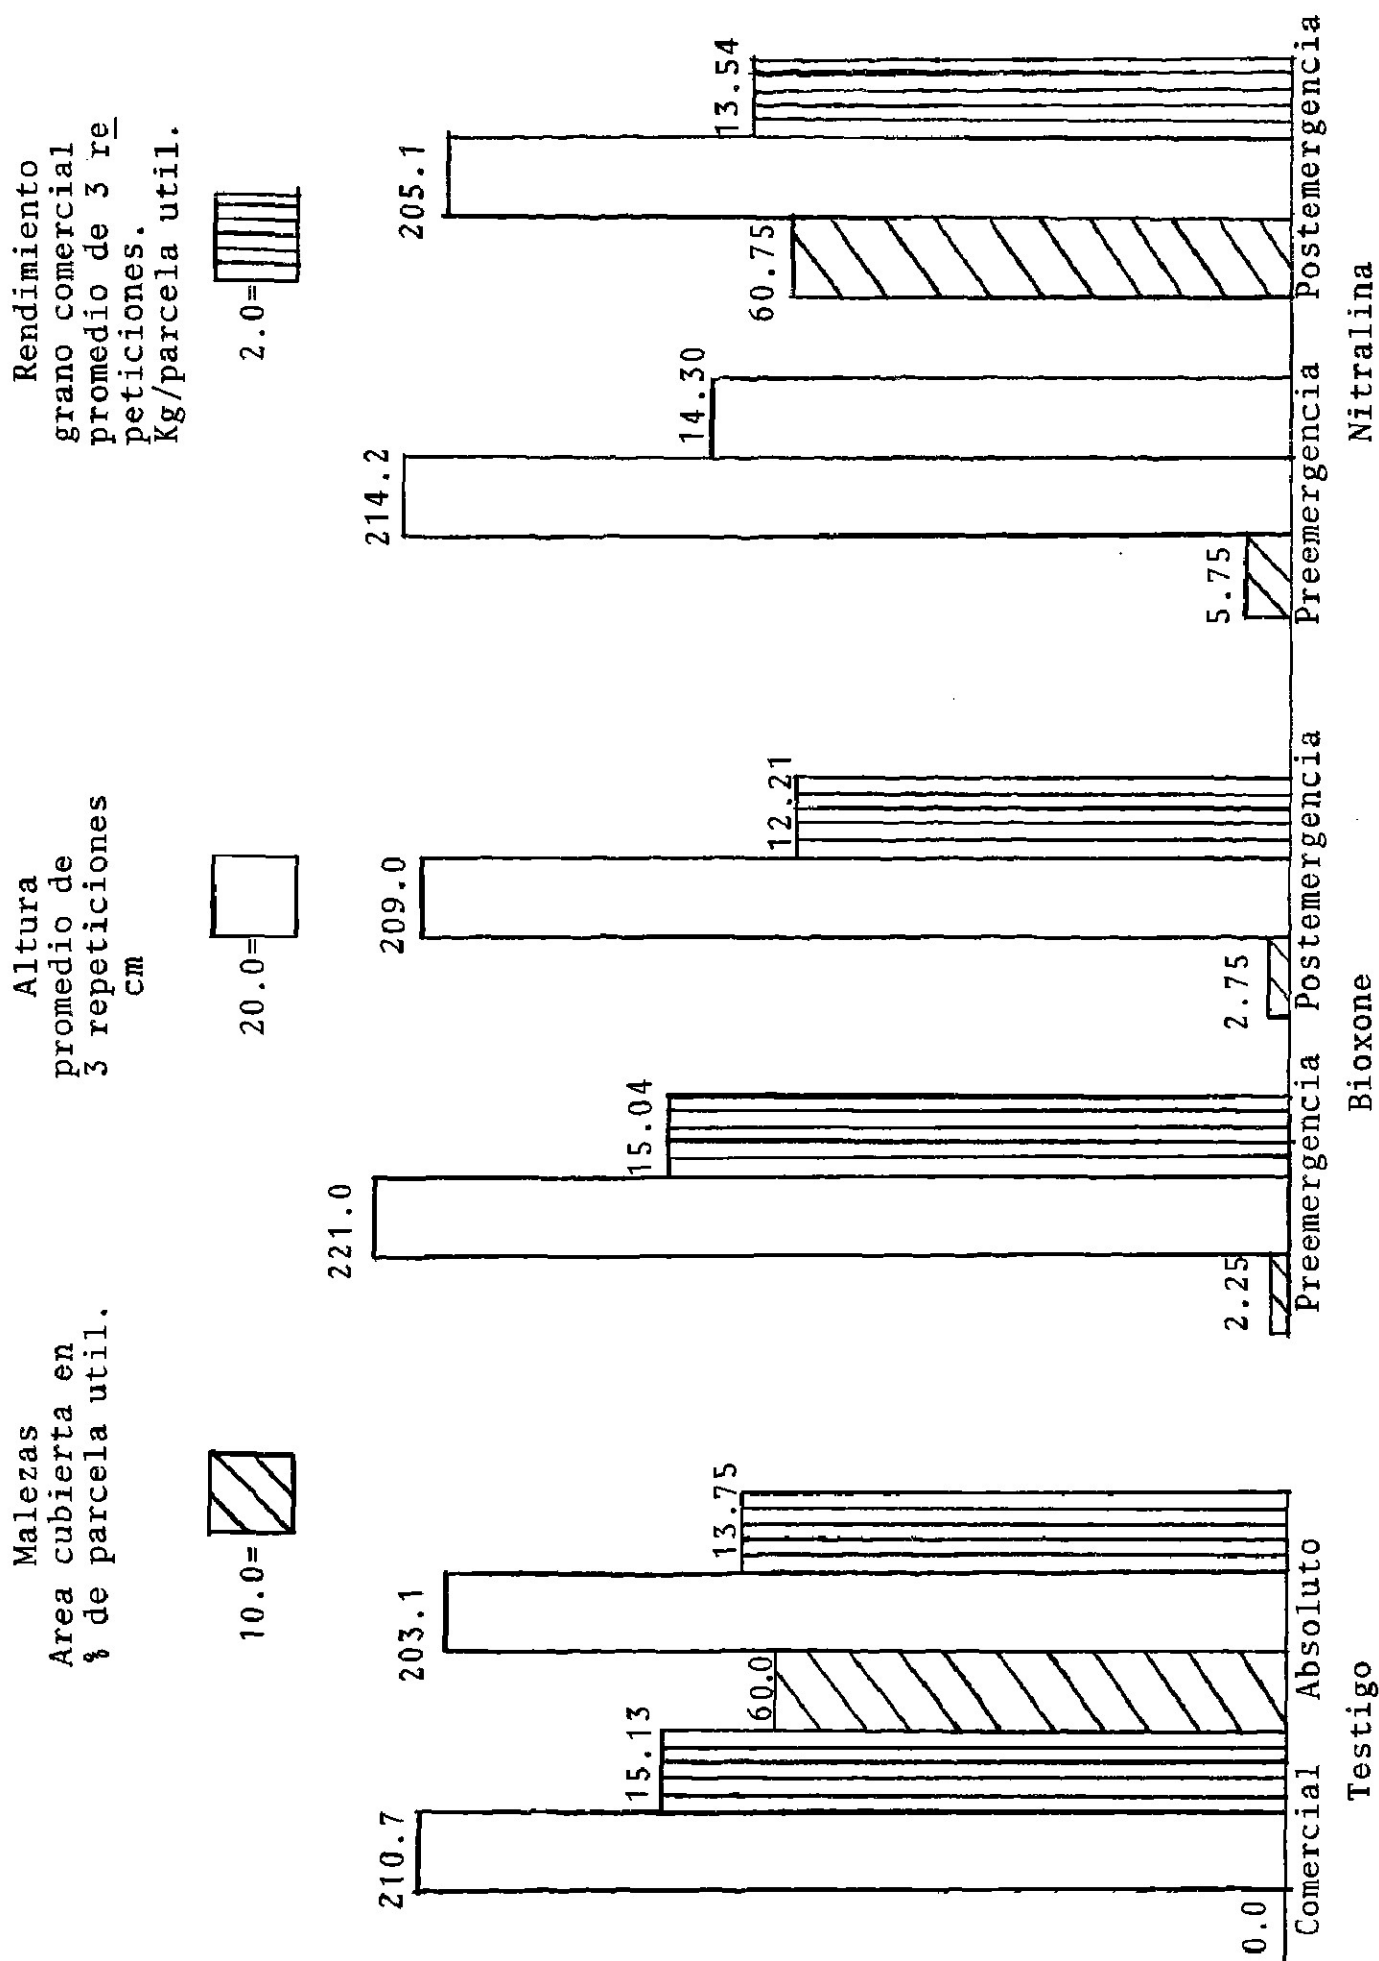 Malezas
Area cubierta en
% de parcela util.
10.0=
Altura
promedio de
3 repeticiones
cm
20.0=
Rendimiento
grano comercial
promedio de 3 re
peticiones.
Kg/parcela util.
2.0=
0.0
210.7
15.13
60.0
203.1
13.75
2.25
221.0
15.04
2.75
209.0
12.21
5.75
214.2
14.30
60.75
205.1
13.54
Comercial Absoluto
Preemergencia Postemergencia
Preemergencia Postemergencia
Testigo
Bioxone
Nitralina